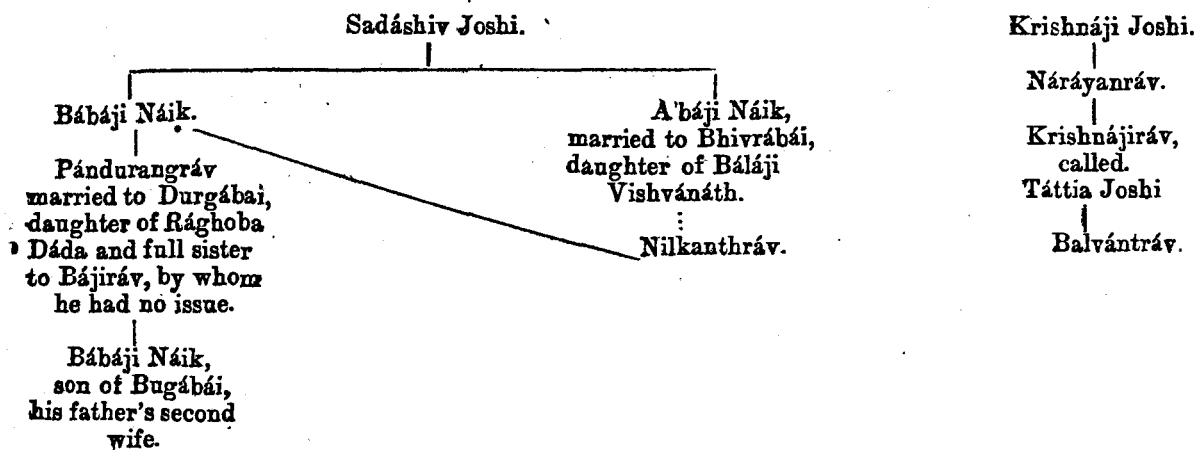 Sadáshiv Joshi.
Bábáji Náik.
Pándurangráv
married to Durgábai,
daughter of Rághoba
Dáda and full sister
to Bájiráv, by whom
he had no issue.
Bábáji Náik,
son of Bugábái,
his father's second
wife.
A'báji Náik,
married to Bhivrábái,
daughter of Báláji
Vishvánáth.
Nilkanthráv.
Krishnáji Joshi.
Náráyanráv.
Krishnájiráv,
called.
Táttia Joshi
Balvántráv.